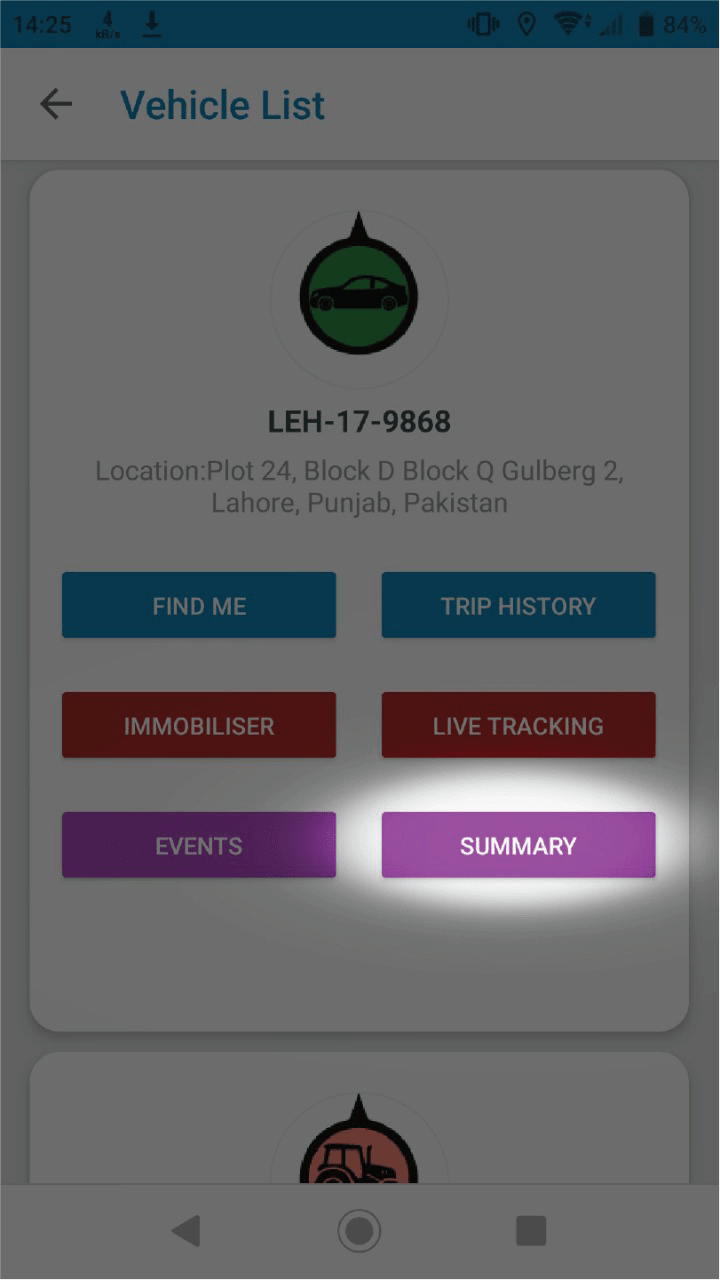 14:25 4 kB/s 84%
Vehicle List
LEH-17-9868
Location:Plot 24, Block D Block Q Gulberg 2,
Lahore, Punjab, Pakistan
FIND ME TRIP HISTORY
IMMOBILISER LIVE TRACKING
EVENTS SUMMARY